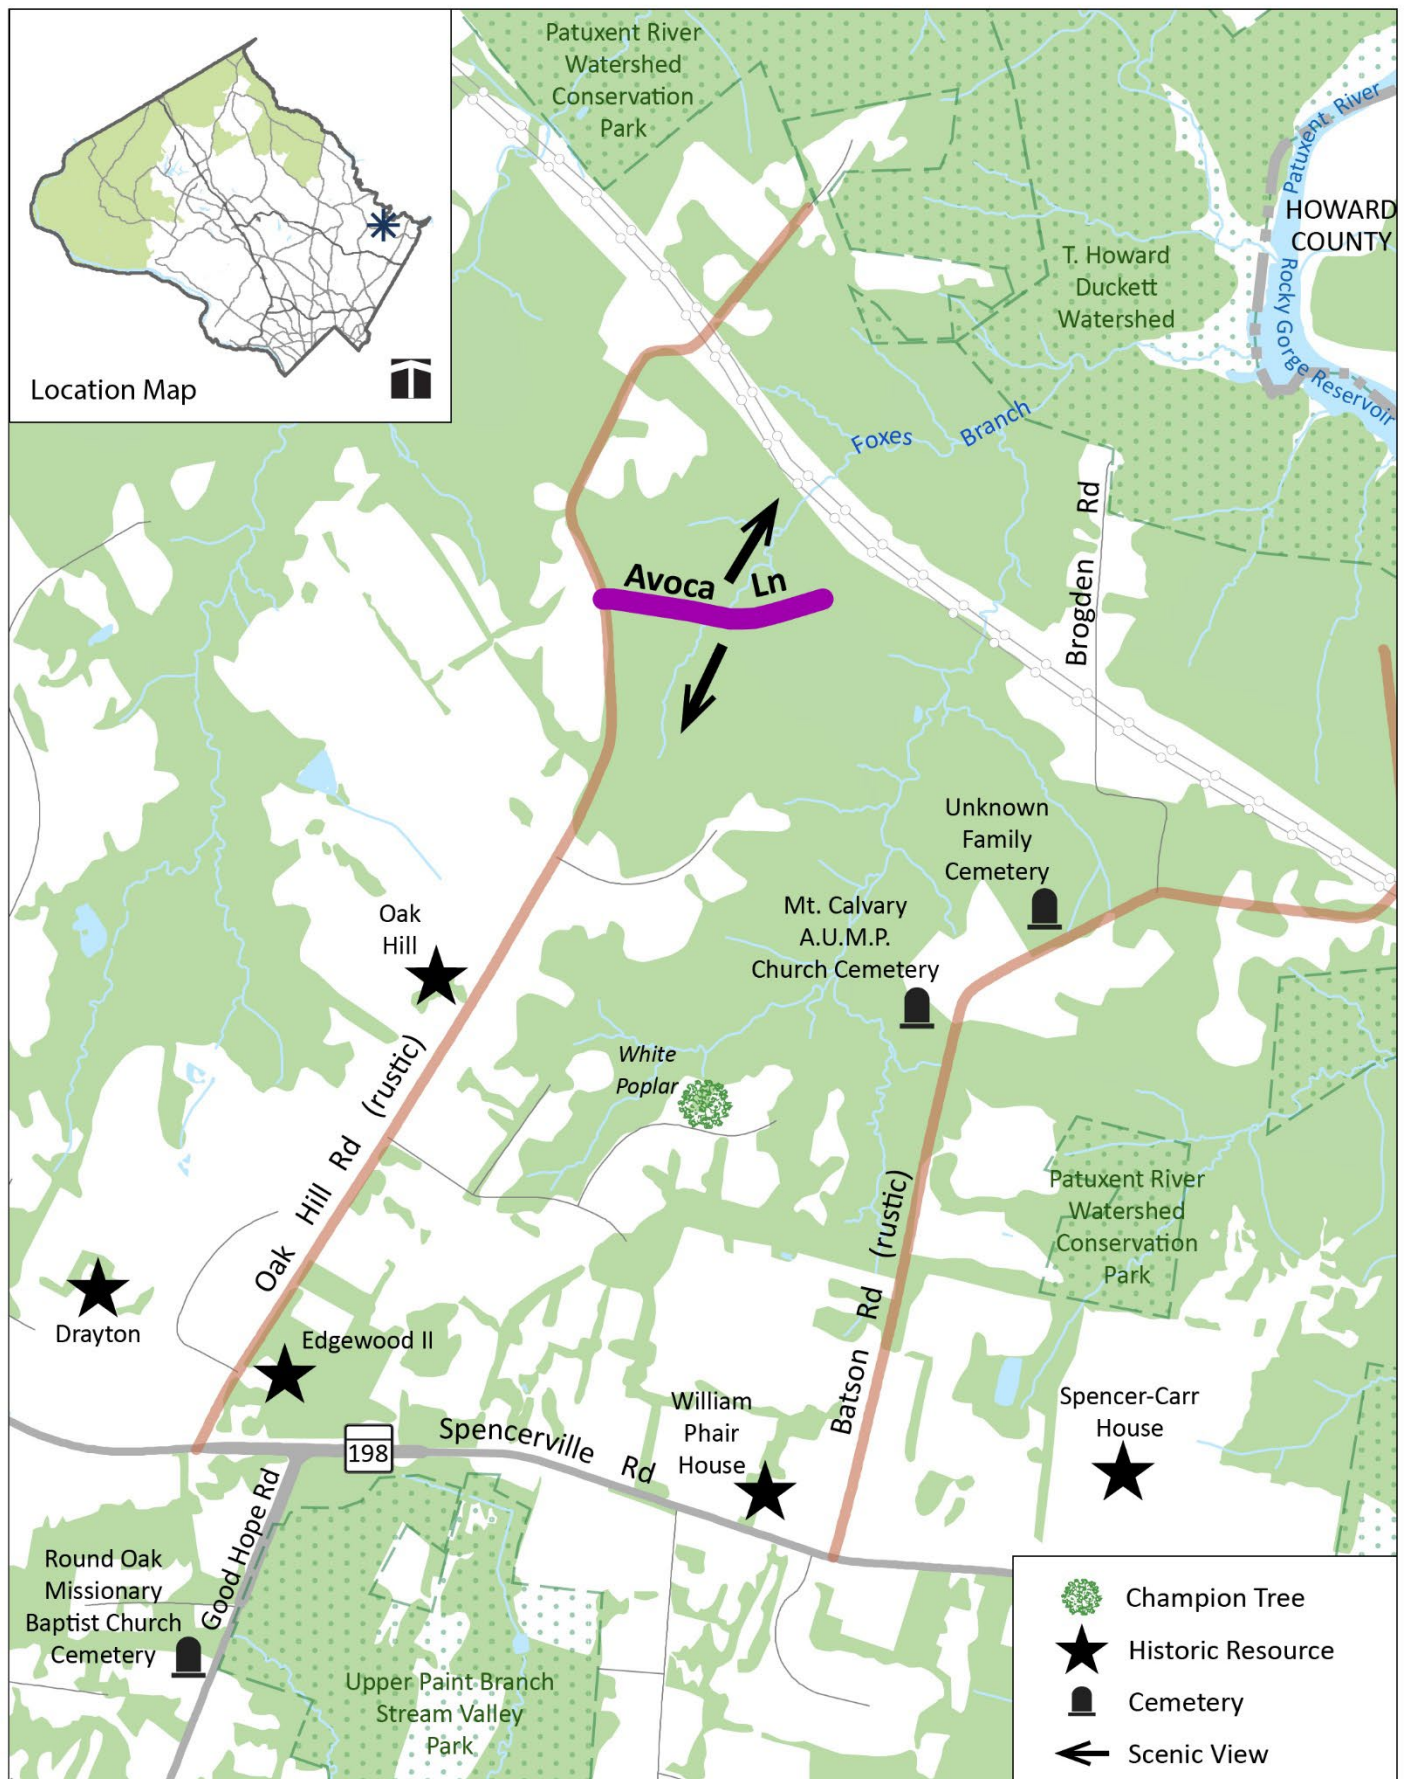 Patuxent River
Watershed
Conservation
Park
Location Map
Patuxent River
HOWARD
COUNTY
T. Howard
Duckett
Watershed
Rocky Gorge Reservoir
Foxes Branch
Brogden Rd
Avoca Ln
Unknown
Family
Cemetery
Mt. Calvary
A.U.M.P.
Church Cemetery
Oak
Hill
White
Poplar
Oak Hill Rd (rustic)
Batson Rd (rustic)
Patuxent River
Watershed
Conservation
Park
Drayton
Edgewood II
William
Phair
House
Spencer-Carr
House
198
Spencerville Rd
Good Hope Rd
Round Oak
Missionary
Baptist Church
Cemetery
Upper Paint Branch
Stream Valley
Park
Champion Tree
Historic Resource
Cemetery
Scenic View